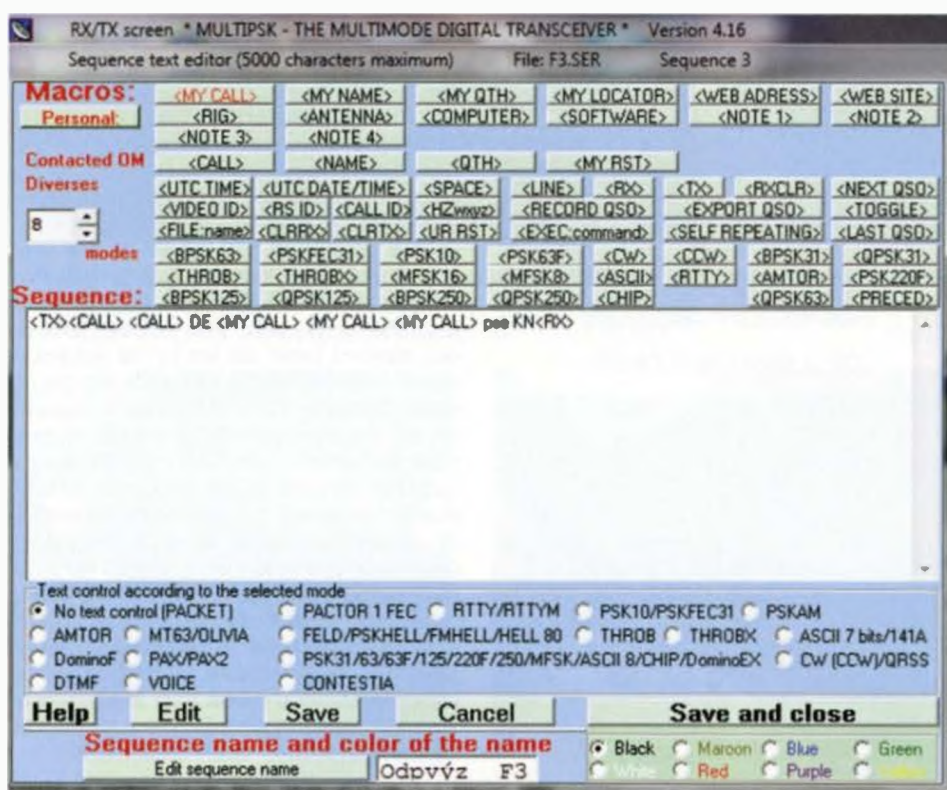 RX/TX screen * MULTIPSK - THE MULTIMODE DIGITAL TRANSCEIVER * Version 4.16
Sequence text editor (5000 characters maximum) File: F3.SER Sequence 3
Macros: <MY CALL> <MY NAME> <MY QTH> <MY LOCATOR> <WEB ADRESS> <WEB SITE>
Personal: <RIG> <ANTENNA> <COMPUTER> <SOFTWARE> <NOTE 1> <NOTE 2>
<NOTE 3> <NOTE 4>
Contacted OM <CALL> <NAME> <QTH> <MY RST>
Diverses <UTC TIME> <UTC DATE/TIME> <SPACE> <LINE> <RX> <TX> <RXCLR> <NEXT QSO>
8 <VIDEO ID> <RS ID> <CALL ID> <HZwxyz> <RECORD QSO> <EXPORT QSO> <TOGGLE>
<FILE:name> <CLRRX> <CLRTX> <UR RST> <EXEC:command> <SELF REPEATING> <LAST QSO>
modes <BPSK63> <PSKFEC31> <PSK10> <PSK63F> <CW> <CCW> <BPSK31> <QPSK31>
<THROB> <THROBX> <MFSK16> <MFSK8> <ASCII> <RTTY> <AMTOR> <PSK220F>
Sequence: <BPSK125> <QPSK125> <BPSK250> <QPSK250> <CHIP> <QPSK63> <PRECED>
<TX><CALL> <CALL> DE <MY CALL> <MY CALL> <MY CALL> pse KN<RX>
Text control according to the selected mode
No text control (PACKET) PACTOR 1 FEC RTTY/RTTYM PSK10/PSKFEC31 PSKAM
AMTOR MT63/OLIVIA FELD/PSKHELL/FMHELL/HELL 80 THROB THROBX ASCII 7 bits/141A
DominoF PAX/PAX2 PSK31/63/63F/125/220F/250/MFSK/ASCII 8/CHIP/DominoEX CW (CCW)/QRSS
DTMF VOICE CONTESTIA
Help Edit Save Cancel Save and close
Sequence name and color of the name Black Maroon Blue Green
Edit sequence name Odpvýz F3 White Red Purple Yellow